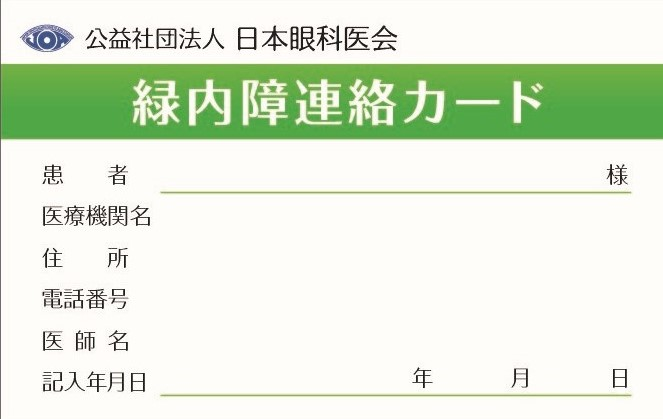 公益社団法人 日本眼科医会
緑内障連絡カード
患 者 様
医療機関名
住 所
電話番号
医師名
記入年月日 年 月 日